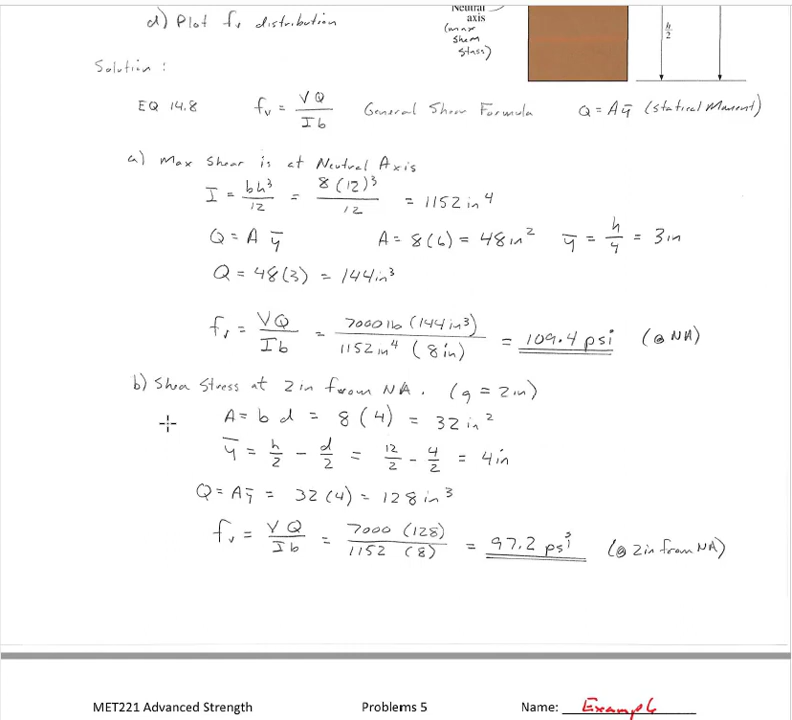 d) Plot fv distribution
Neutral
axis
(max
shear
stress)
h/2
Solution :
EQ 14.8 fv = VQ/Ib General Shear Formula Q = Aȳ (statical Moment)
a) Max shear is at Neutral Axis
I = bh³/12 = 8(12)³/12 = 1152 in⁴
Q = A ȳ A = 8(6) = 48 in² ȳ = h/4 = 3 in
Q = 48(3) = 144 in³
fv = VQ/Ib = 7000 lb (144 in³)/1152 in⁴ (8 in) = 109.4 psi (@ NA)
b) Shear Stress at 2 in from NA. (y = 2 in)
A = b d = 8 (4) = 32 in²
ȳ = h/2 - d/2 = 12/2 - 4/2 = 4 in
Q = Aȳ = 32 (4) = 128 in³
fv = VQ/Ib = 7000 (128)/1152 (8) = 97.2 psi (@ 2 in from NA)
MET221 Advanced Strength Problems 5 Name: Example